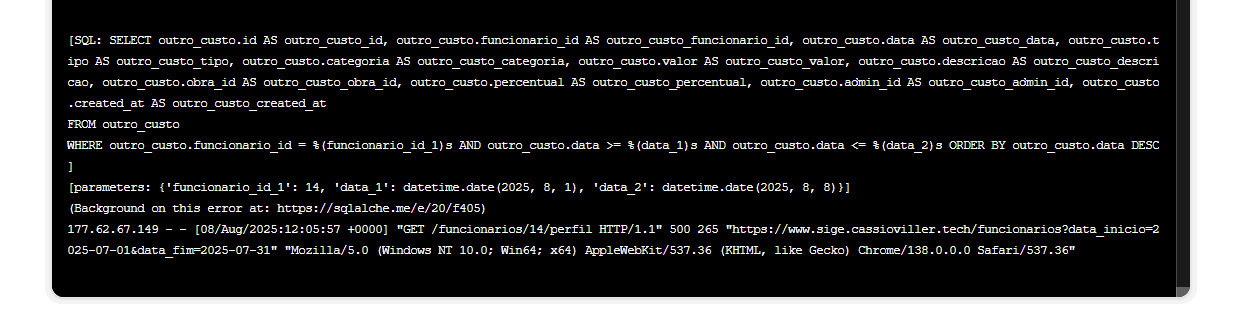 [SQL: SELECT outro_custo.id AS outro_custo_id, outro_custo.funcionario_id AS outro_custo_funcionario_id, outro_custo.data AS outro_custo_data, outro_custo.t
ipo AS outro_custo_tipo, outro_custo.categoria AS outro_custo_categoria, outro_custo.valor AS outro_custo_valor, outro_custo.descricao AS outro_custo_descri
cao, outro_custo.obra_id AS outro_custo_obra_id, outro_custo.percentual AS outro_custo_percentual, outro_custo.admin_id AS outro_custo_admin_id, outro_custo
.created_at AS outro_custo_created_at
FROM outro_custo
WHERE outro_custo.funcionario_id = %(funcionario_id_1)s AND outro_custo.data >= %(data_1)s AND outro_custo.data <= %(data_2)s ORDER BY outro_custo.data DESC
]
[parameters: {'funcionario_id_1': 14, 'data_1': datetime.date(2025, 8, 1), 'data_2': datetime.date(2025, 8, 8)}]
(Background on this error at: https://sqlalche.me/e/20/f405)
177.62.67.149 - - [08/Aug/2025:12:05:57 +0000] "GET /funcionarios/14/perfil HTTP/1.1" 500 265 "https://www.sige.cassioviller.tech/funcionarios?data_inicio=2
025-07-01&data_fim=2025-07-31" "Mozilla/5.0 (Windows NT 10.0; Win64; x64) AppleWebKit/537.36 (KHTML, like Gecko) Chrome/138.0.0.0 Safari/537.36"